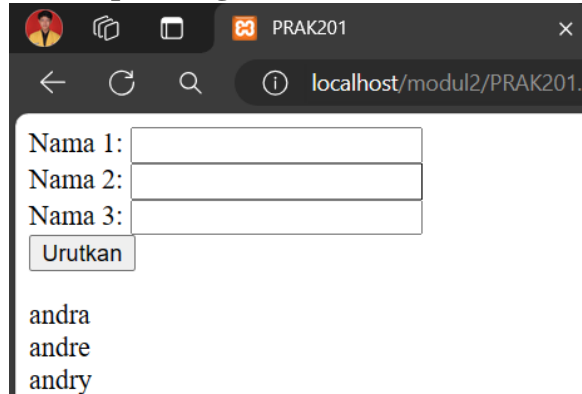 PRAK201
localhost/modul2/PRAK201.
Nama 1:
Nama 2:
Nama 3:
Urutkan
andra
andre
andry